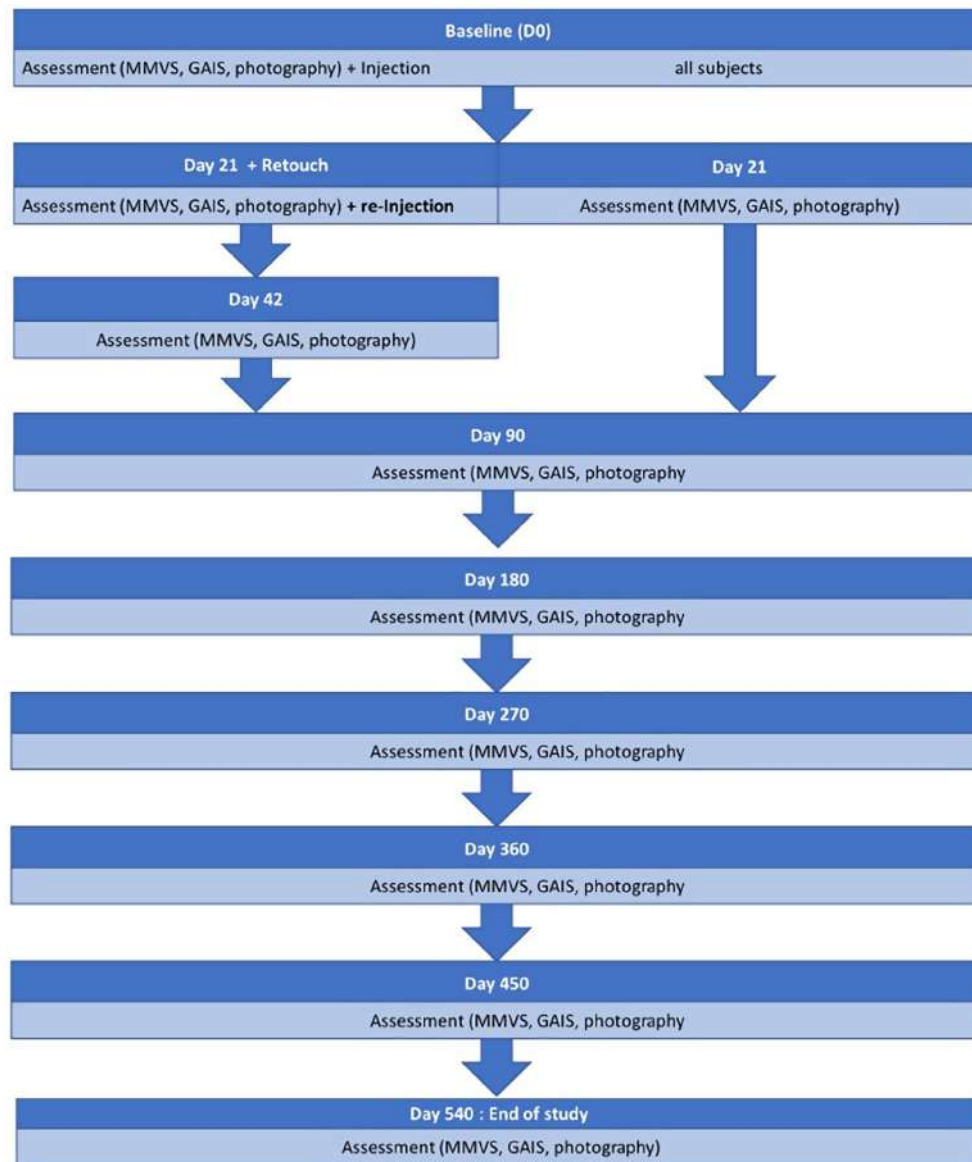 Baseline (D0)
Assessment (MMVS, GAIS, photography) + Injection all subjects
Day 21 + Retouch
Assessment (MMVS, GAIS, photography) + re-Injection
Day 21
Assessment (MMVS, GAIS, photography)
Day 42
Assessment (MMVS, GAIS, photography)
Day 90
Assessment (MMVS, GAIS, photography
Day 180
Assessment (MMVS, GAIS, photography
Day 270
Assessment (MMVS, GAIS, photography
Day 360
Assessment (MMVS, GAIS, photography
Day 450
Assessment (MMVS, GAIS, photography
Day 540 : End of study
Assessment (MMVS, GAIS, photography)